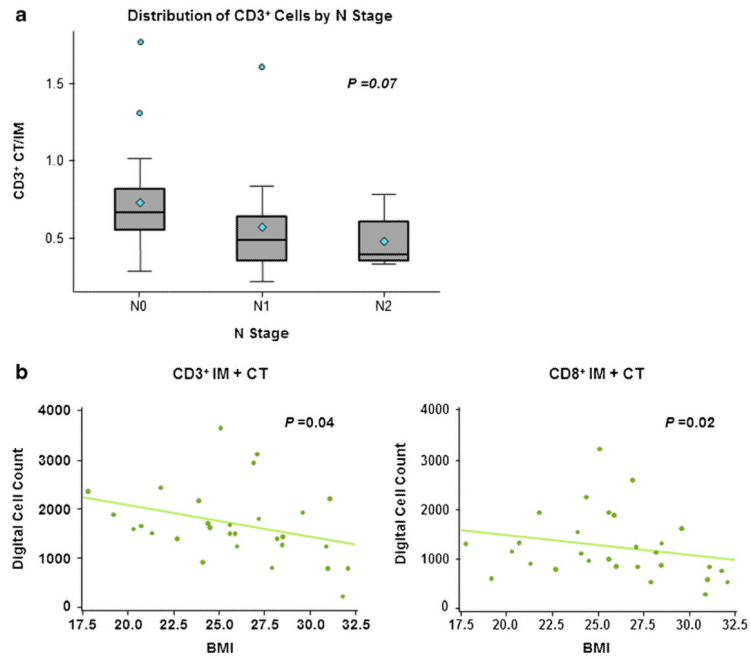 a
Distribution of CD3⁺ Cells by N Stage
P =0.07
CD3⁺ CT/IM
1.5
1.0
0.5
N0 N1 N2
N Stage
b
CD3⁺ IM + CT
P =0.04
Digital Cell Count
4000
3000
2000
1000
0
17.5 20.0 22.5 25.0 27.5 30.0 32.5
BMI
CD8⁺ IM + CT
P =0.02
Digital Cell Count
4000
3000
2000
1000
0
17.5 20.0 22.5 25.0 27.5 30.0 32.5
BMI